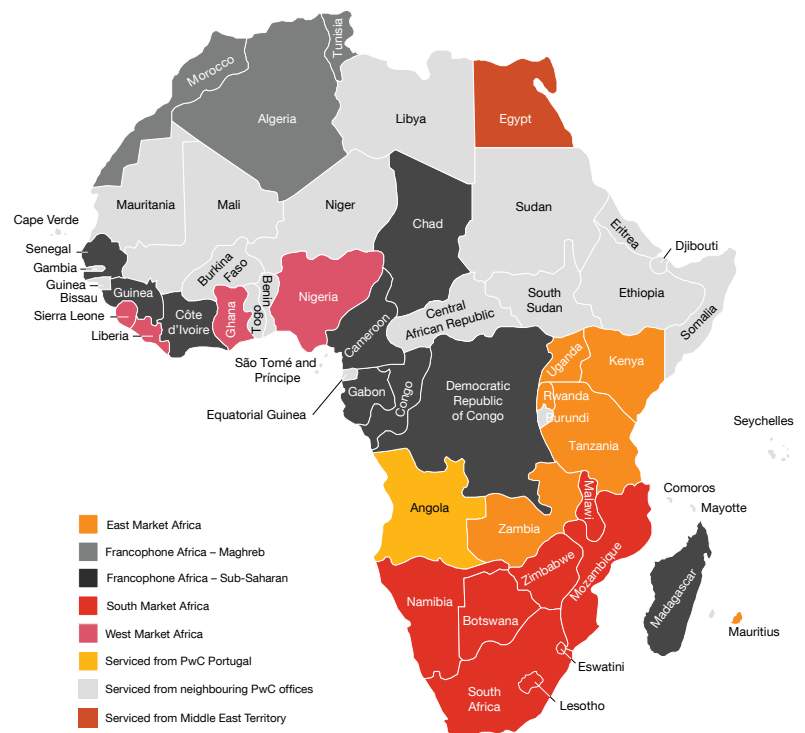 Tunisia
Morocco
Algeria
Libya
Egypt
Mauritania
Mali
Niger
Chad
Sudan
Eritrea
Djibouti
Cape Verde
Senegal
Gambia
Guinea
Bissau
Guinea
Sierra Leone
Liberia
Côte
d'Ivoire
Burkina
Faso
Ghana
Togo
Benin
Nigeria
Cameroon
Central
African Republic
South
Sudan
Ethiopia
Somalia
São Tomé and
Príncipe
Equatorial Guinea
Gabon
Congo
Democratic
Republic
of Congo
Uganda
Kenya
Rwanda
Burundi
Tanzania
Seychelles
Comoros
Mayotte
Angola
Zambia
Malawi
Mozambique
Zimbabwe
Namibia
Botswana
Madagascar
Mauritius
Eswatini
Lesotho
South
Africa
East Market Africa
Francophone Africa – Maghreb
Francophone Africa – Sub-Saharan
South Market Africa
West Market Africa
Serviced from PwC Portugal
Serviced from neighbouring PwC offices
Serviced from Middle East Territory